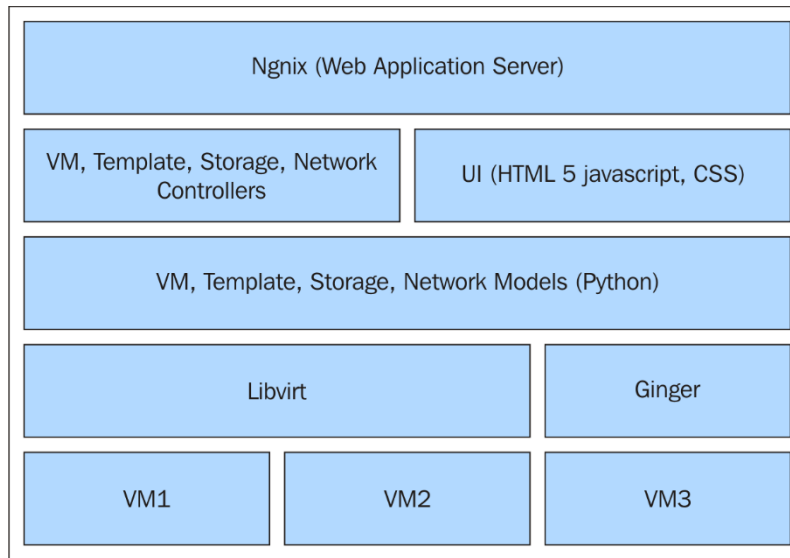 Ngnix (Web Application Server)
VM, Template, Storage, Network
Controllers
UI (HTML 5 javascript, CSS)
VM, Template, Storage, Network Models (Python)
Libvirt
Ginger
VM1
VM2
VM3